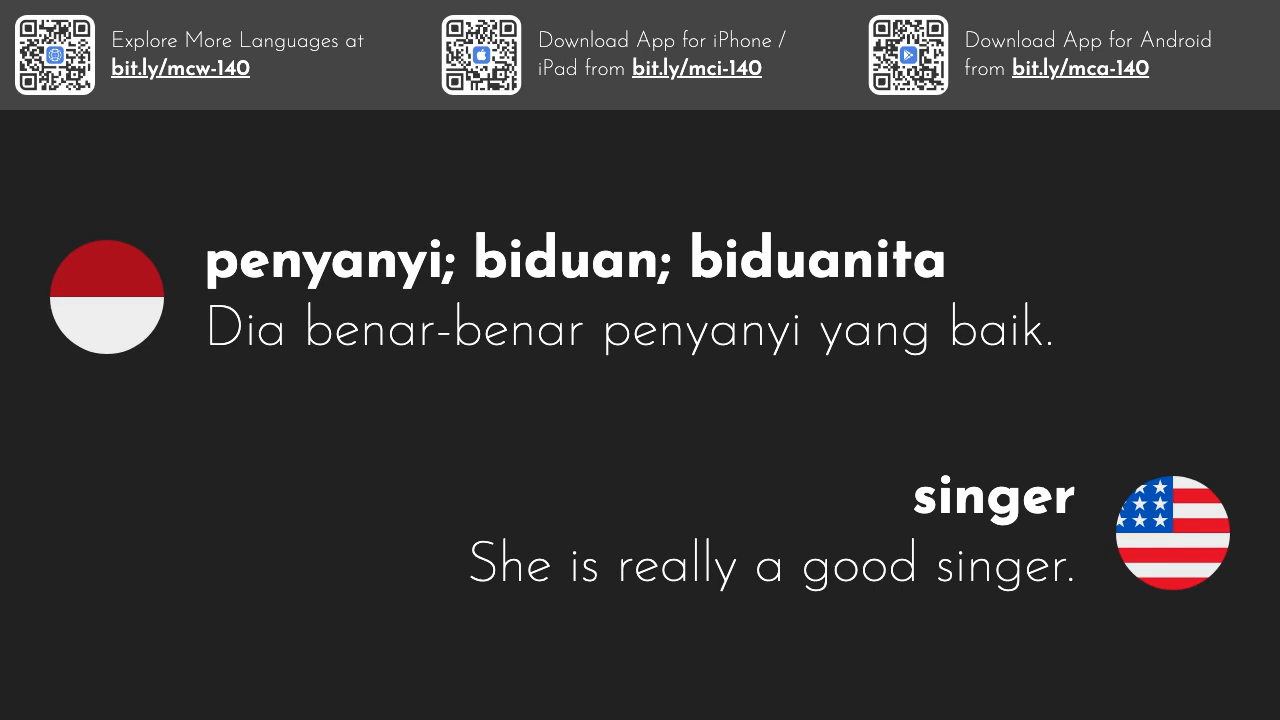 Explore More Languages at
bit.ly/mcw-140
Download App for iPhone /
iPad from bit.ly/mci-140
Download App for Android
from bit.ly/mca-140
penyanyi; biduan; biduanita
Dia benar-benar penyanyi yang baik.
singer
She is really a good singer.